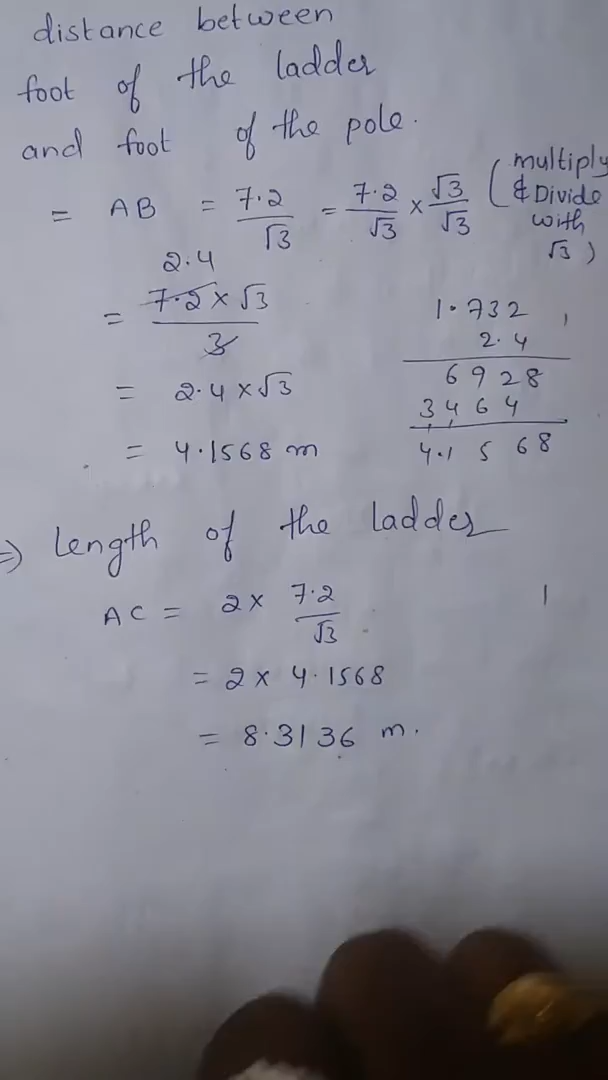 distance between
foot of the ladder
and foot of the pole.
= AB = 7.2/√3 = 7.2/√3 × √3/√3 (multiply & Divide with √3)
2.4
= 7.2 × √3 / 3
= 2.4 × √3
= 4.1568 m
1.732
2.4
6928
3464
4.1568
⇒ Length of the ladder
AC = 2 × 7.2/√3
= 2 × 4.1568
= 8.3136 m.